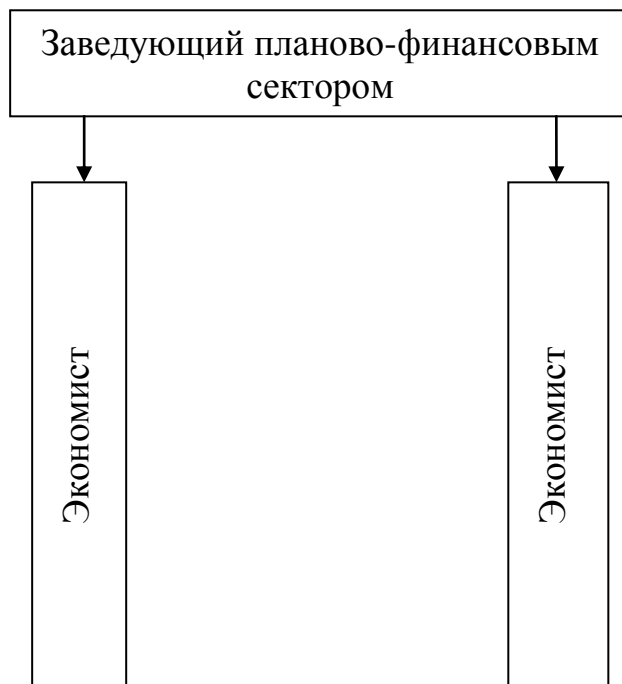 Заведующий планово-финансовым
сектором
Экономист
Экономист